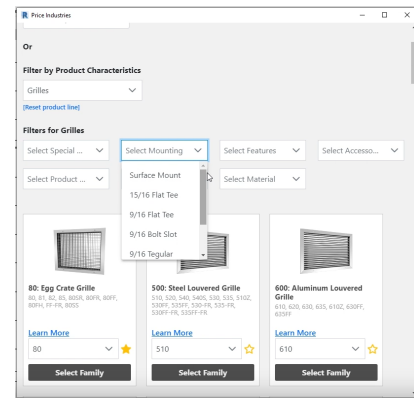 Price Industries
Or
Filter by Product Characteristics
Grilles
[Reset product line]
Filters for Grilles
Select Special ...
Select Mounting
Select Features
Select Accesso...
Select Product ...
Select Material
Surface Mount
15/16 Flat Tee
9/16 Flat Tee
9/16 Bolt Slot
9/16 Tegular
80: Egg Crate Grille
80, 81, 82, 85, 80SR, 80FR, 80FF,
80FH, FF-FR, 80SS
Learn More
80
Select Family
500: Steel Louvered Grille
510, 520, 540, 540S, 530, 535, 510Z,
530FF, 535FF, 530-FR, 535-FR,
530FF-FR, 535FF-FR
Learn More
510
Select Family
600: Aluminum Louvered
Grille
610, 620, 630, 635, 610Z, 630FF,
635FF
Learn More
610
Select Family